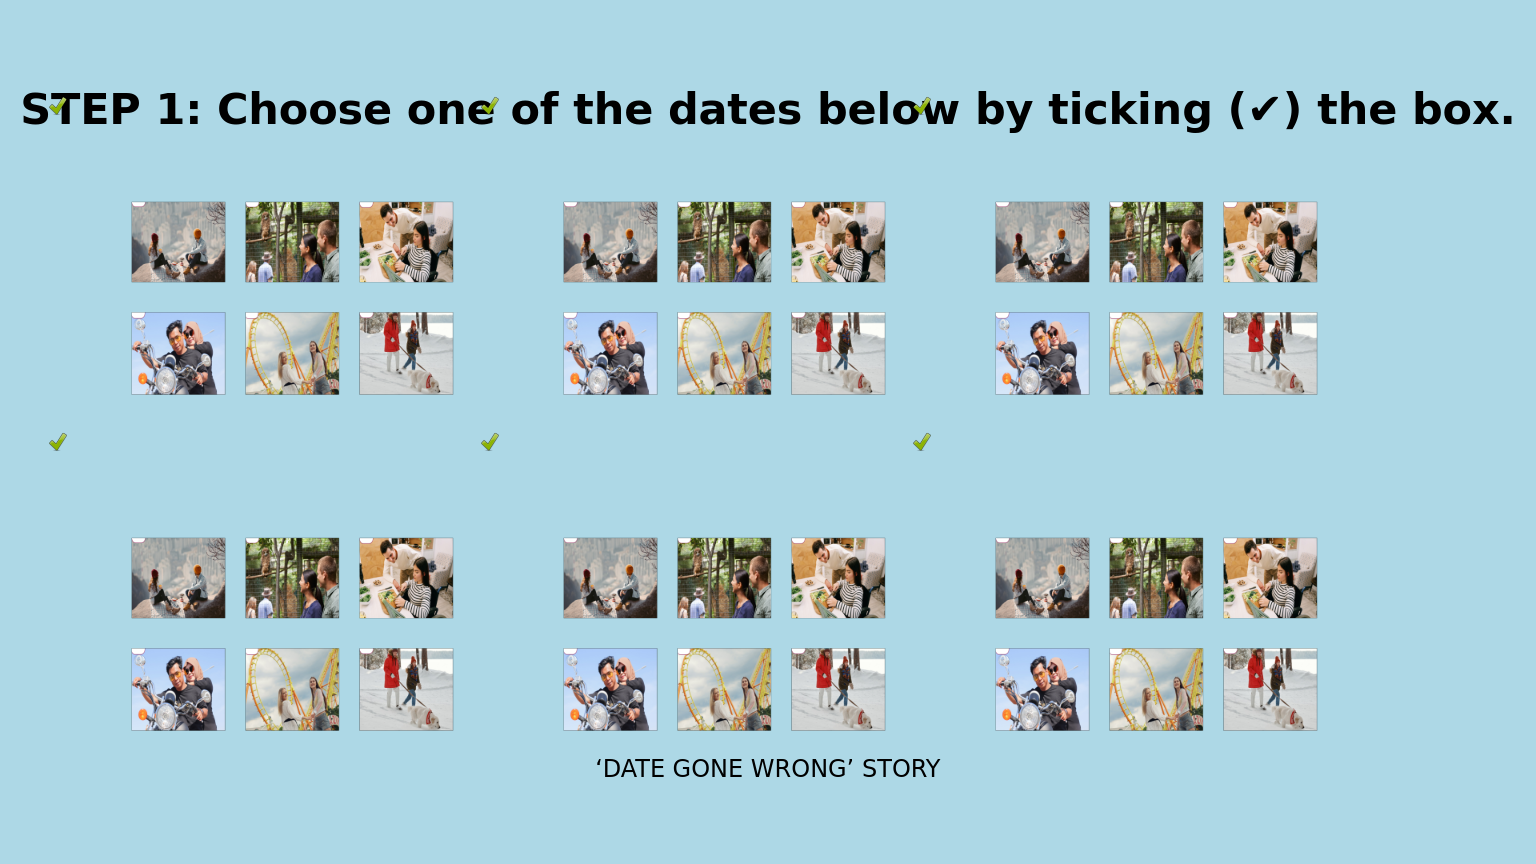 STEP 1: Choose one of the dates below by ticking (✔) the box.
‘DATE GONE WRONG’ STORY